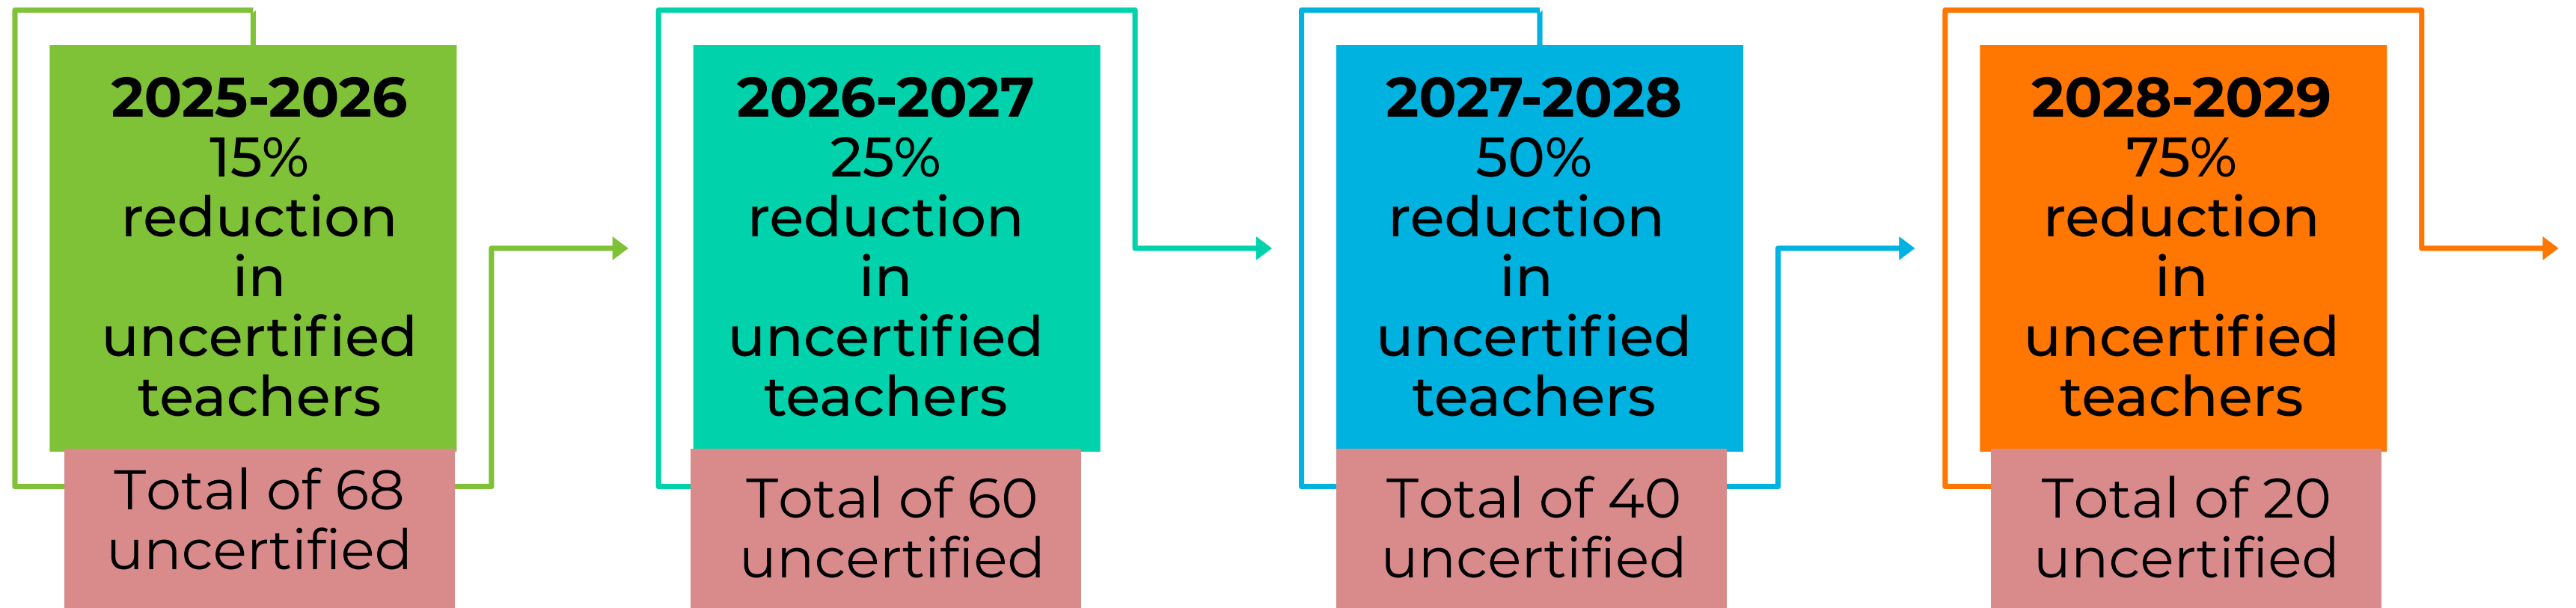 2025-2026
15%
reduction
in
uncertified
teachers
Total of 68
uncertified
2026-2027
25%
reduction
in
uncertified
teachers
Total of 60
uncertified
2027-2028
50%
reduction
in
uncertified
teachers
Total of 40
uncertified
2028-2029
75%
reduction
in
uncertified
teachers
Total of 20
uncertified